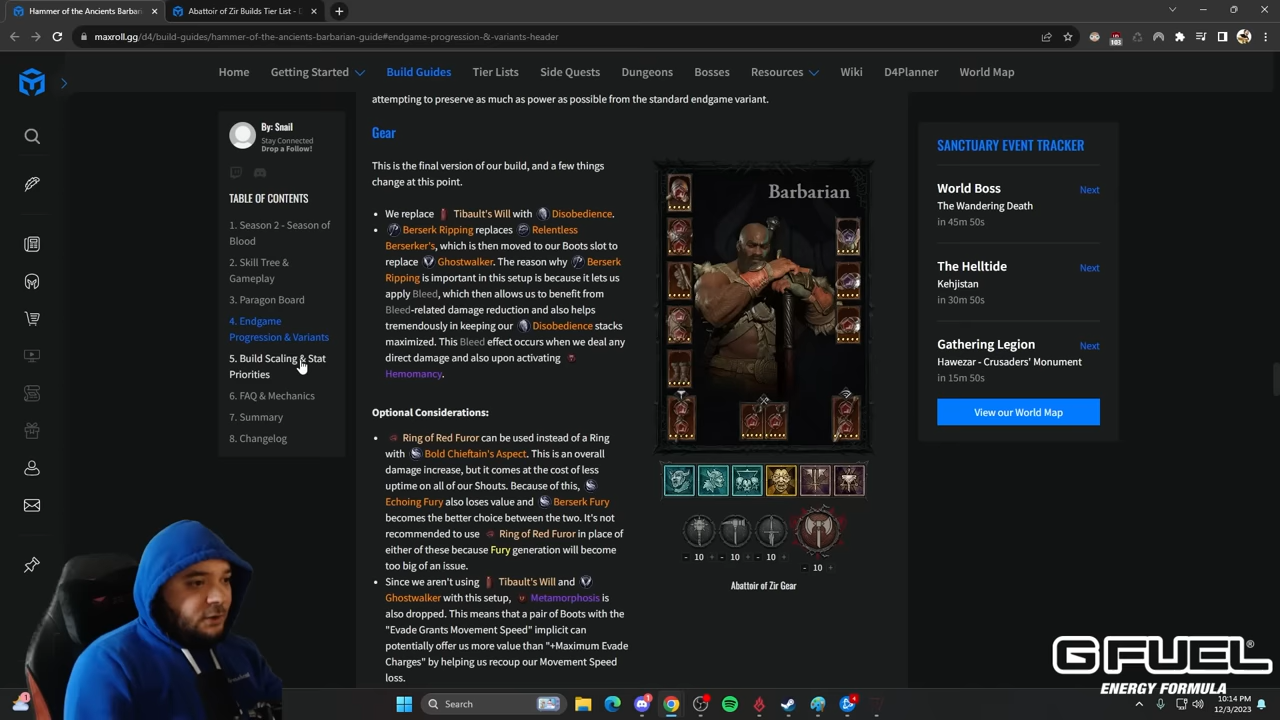 Hammer of the Ancients Barbar
Abattoir of Zir Builds Tier List - D
maxroll.gg/d4/build-guides/hammer-of-the-ancients-barbarian-guide#endgame-progression-&-variants-header
103
Home
Getting Started
Build Guides
Tier Lists
Side Quests
Dungeons
Bosses
Resources
Wiki
D4Planner
World Map
By: Snail
Stay Connected
Drop a Follow!
TABLE OF CONTENTS
1. Season 2 - Season of
Blood
2. Skill Tree &
Gameplay
3. Paragon Board
4. Endgame
Progression & Variants
5. Build Scaling & Stat
Priorities
6. FAQ & Mechanics
7. Summary
8. Changelog
attempting to preserve as much as power as possible from the standard endgame variant.
Gear
This is the final version of our build, and a few things
change at this point.
• We replace Tibault's Will with Disobedience.
• Berserk Ripping replaces Relentless
Berserker's, which is then moved to our Boots slot to
replace Ghostwalker. The reason why Berserk
Ripping is important in this setup is because it lets us
apply Bleed, which then allows us to benefit from
Bleed-related damage reduction and also helps
tremendously in keeping our Disobedience stacks
maximized. This Bleed effect occurs when we deal any
direct damage and also upon activating
Hemomancy.
Optional Considerations:
• Ring of Red Furor can be used instead of a Ring
with Bold Chieftain's Aspect. This is an overall
damage increase, but it comes at the cost of less
uptime on all of our Shouts. Because of this,
Echoing Fury also loses value and Berserk Fury
becomes the better choice between the two. It's not
recommended to use Ring of Red Furor in place of
either of these because Fury generation will become
too big of an issue.
• Since we aren't using Tibault's Will and
Ghostwalker with this setup, Metamorphosis is
also dropped. This means that a pair of Boots with the
"Evade Grants Movement Speed" implicit can
potentially offer us more value than "+Maximum Evade
Charges" by helping us recoup our Movement Speed
loss.
Barbarian
- 10 +
- 10 +
- 10 +
- 10 +
Abattoir of Zir Gear
SANCTUARY EVENT TRACKER
World Boss
Next
The Wandering Death
in 45m 50s
The Helltide
Next
Kehjistan
in 30m 50s
Gathering Legion
Next
Hawezar - Crusaders' Monument
in 15m 50s
View our World Map
GFUEL
ENERGY FORMULA
Search
10:14 PM
12/3/2023